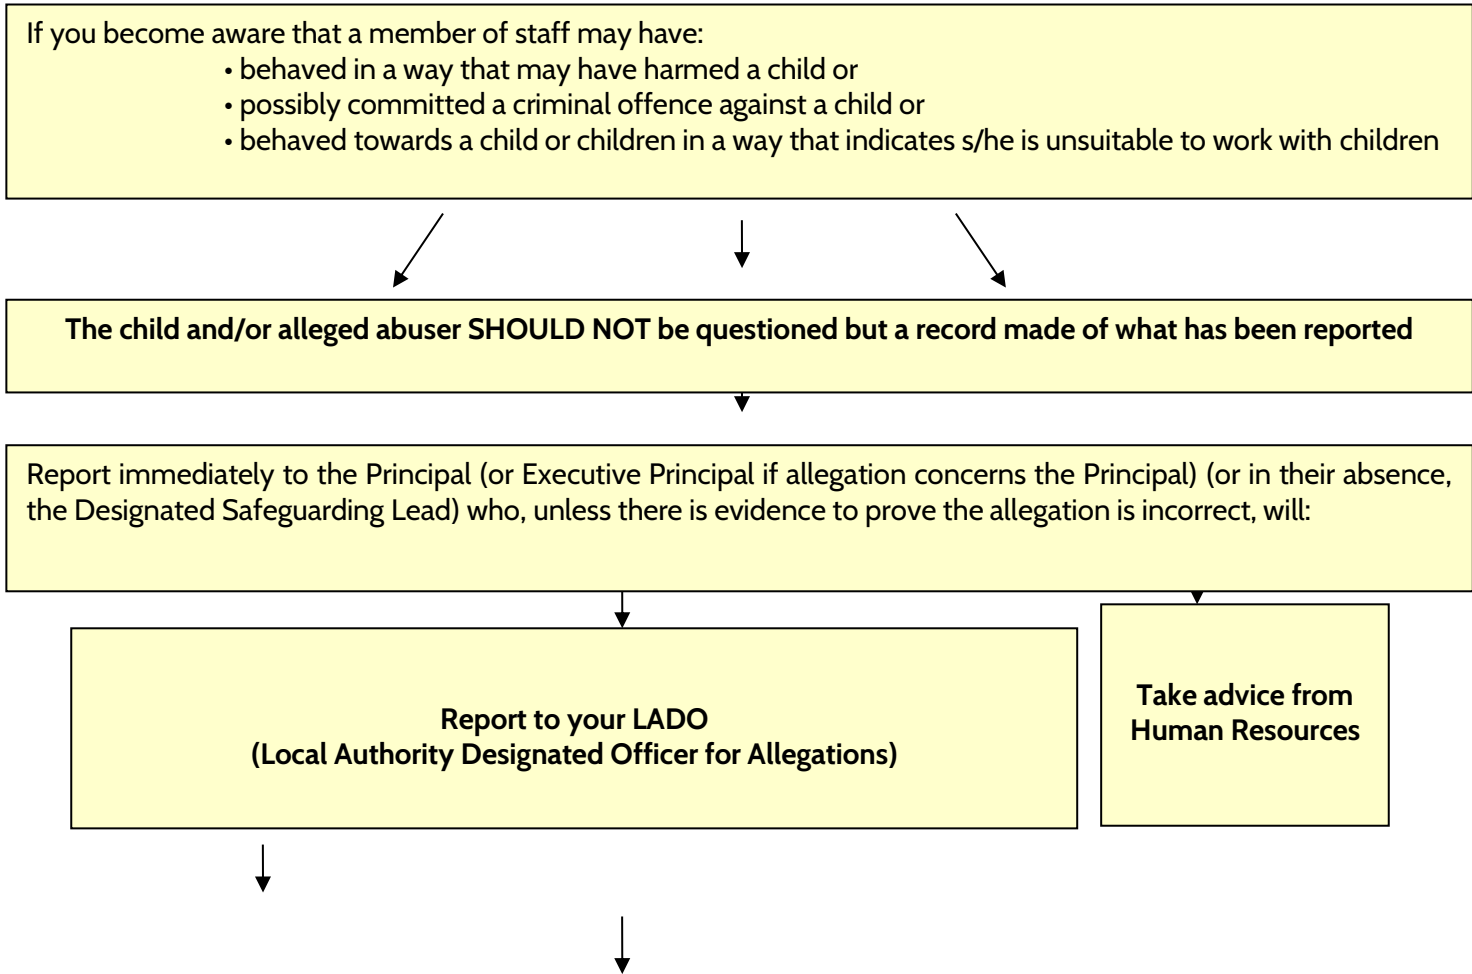 If you become aware that a member of staff may have:
• behaved in a way that may have harmed a child or
• possibly committed a criminal offence against a child or
• behaved towards a child or children in a way that indicates s/he is unsuitable to work with children
The child and/or alleged abuser SHOULD NOT be questioned but a record made of what has been reported
Report immediately to the Principal (or Executive Principal if allegation concerns the Principal) (or in their absence,
the Designated Safeguarding Lead) who, unless there is evidence to prove the allegation is incorrect, will:
Report to your LADO
(Local Authority Designated Officer for Allegations)
Take advice from
Human Resources